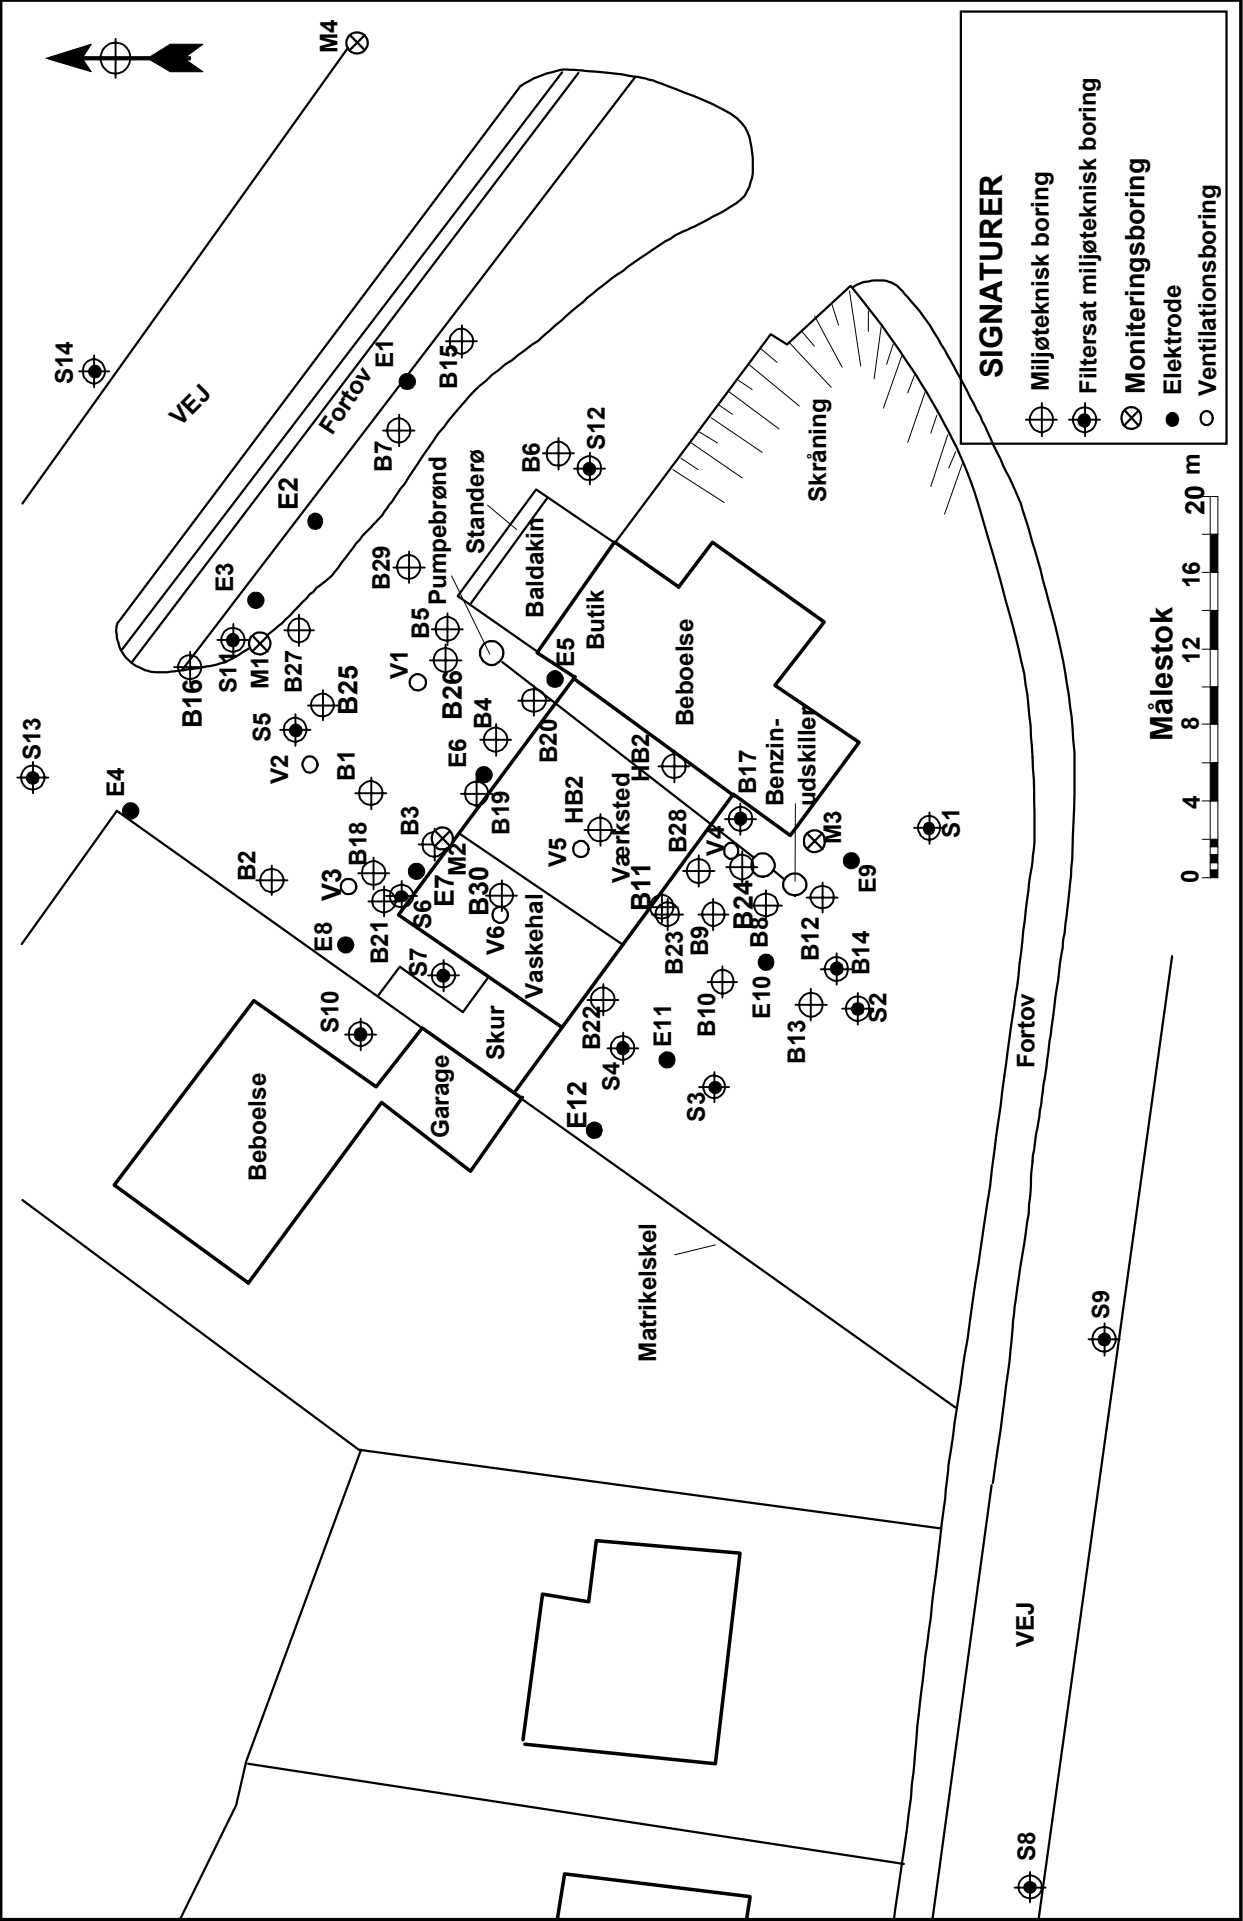 M4
S14
VEJ
Fortov
E1
B15
B7
E2
B6
S12
Pumpebrønd
Standerø
Baldakin
Skråning
E3
B29
B5
Butik
S13
B16
S11
M1
B27
B25
V1
B26
E5
Beboelse
S5
V2
B4
B20
E4
B1
E6
B19
HB2
HB2
B17
Benzin-
udskiller
B2
B18
B3
M2
V5
Værksted
B28
V4
M3
S1
V3
E7
B30
B11
E9
E8
B21
S6
V6
Vaskehal
B23
B9
B24
B8
B12
S7
B14
S10
Skur
B22
B10
E10
B13
S2
Garage
S4
E11
Beboelse
E12
S3
Fortov
Matrikelskel
S9
VEJ
S8
SIGNATURER
Miljøteknisk boring
Filtersat miljøteknisk boring
Moniteringsboring
Elektrode
Ventilationsboring
Målestok
0 4 8 12 16 20 m